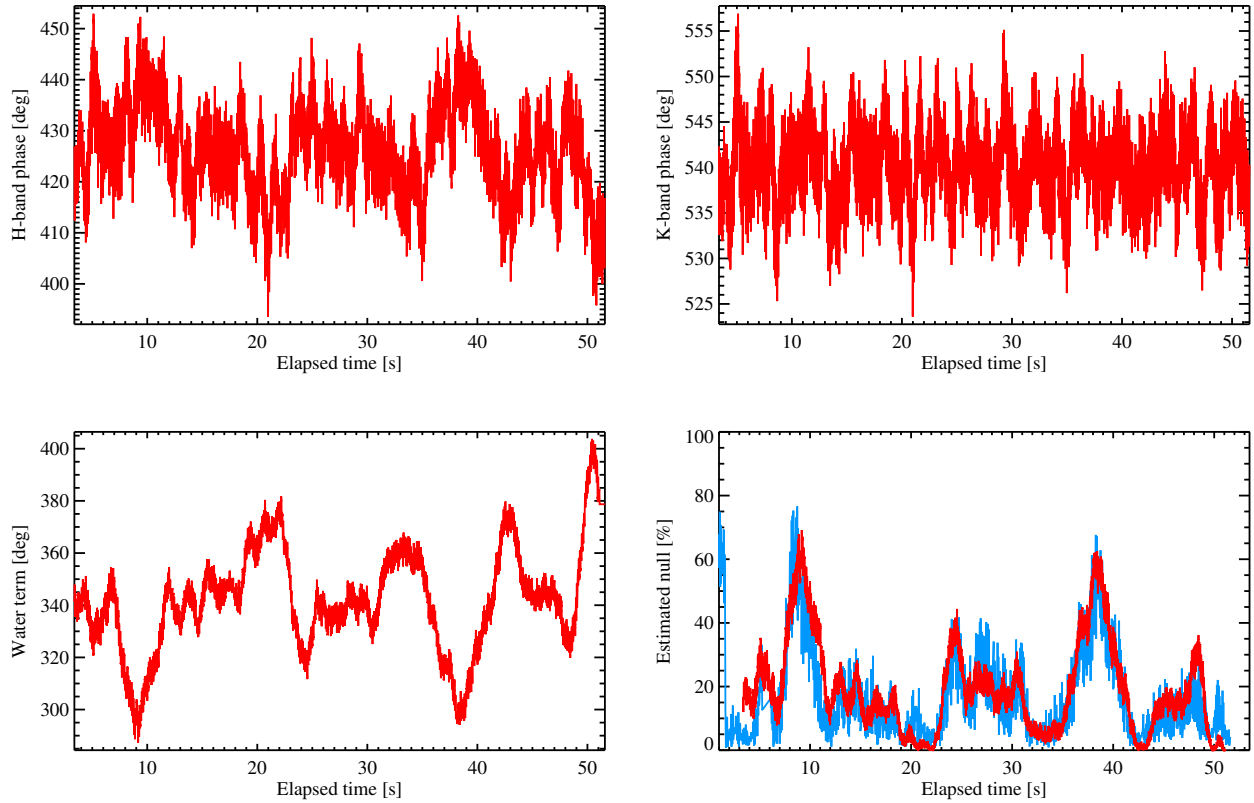 H-band phase [deg]
450
440
430
420
410
400
10 20 30 40 50
Elapsed time [s]
K-band phase [deg]
555
550
545
540
535
530
525
10 20 30 40 50
Elapsed time [s]
Water term [deg]
400
380
360
340
320
300
10 20 30 40 50
Elapsed time [s]
Estimated null [%]
100
80
60
40
20
0
10 20 30 40 50
Elapsed time [s]